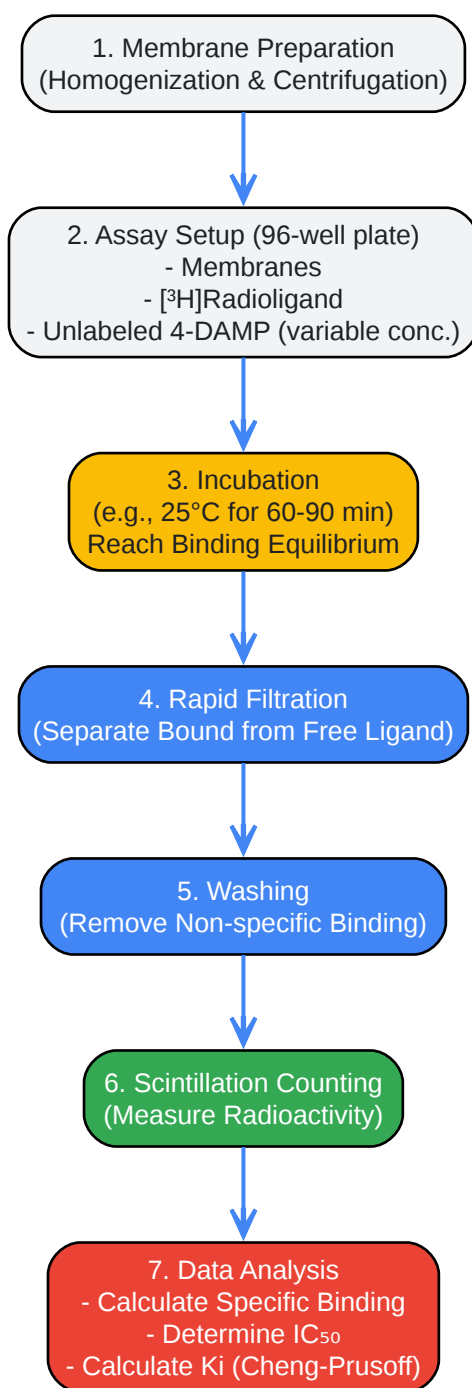 1. Membrane Preparation
(Homogenization & Centrifugation)
2. Assay Setup (96-well plate)
- Membranes
- [³H]Radioligand
- Unlabeled 4-DAMP (variable conc.)
3. Incubation
(e.g., 25°C for 60-90 min)
Reach Binding Equilibrium
4. Rapid Filtration
(Separate Bound from Free Ligand)
5. Washing
(Remove Non-specific Binding)
6. Scintillation Counting
(Measure Radioactivity)
7. Data Analysis
- Calculate Specific Binding
- Determine IC₅₀
- Calculate Ki (Cheng-Prusoff)